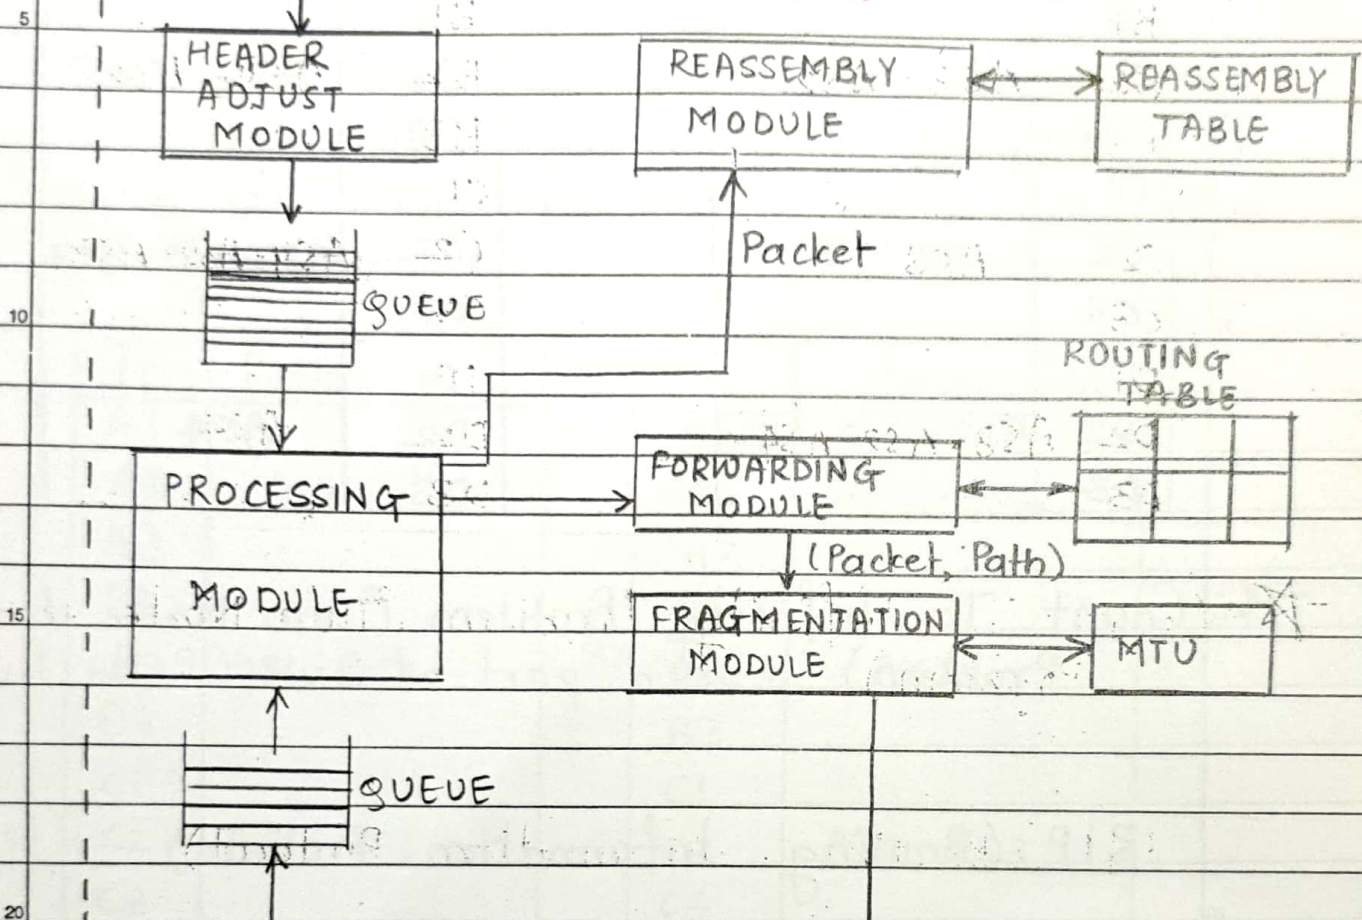 5
HEADER
ADJUST
MODULE
REASSEMBLY
MODULE
REASSEMBLY
TABLE
Packet
QUEUE
10
ROUTING
TABLE
PROCESSING
MODULE
FORWARDING
MODULE
(Packet, Path)
15
FRAGMENTATION
MODULE
MTU
QUEUE
20